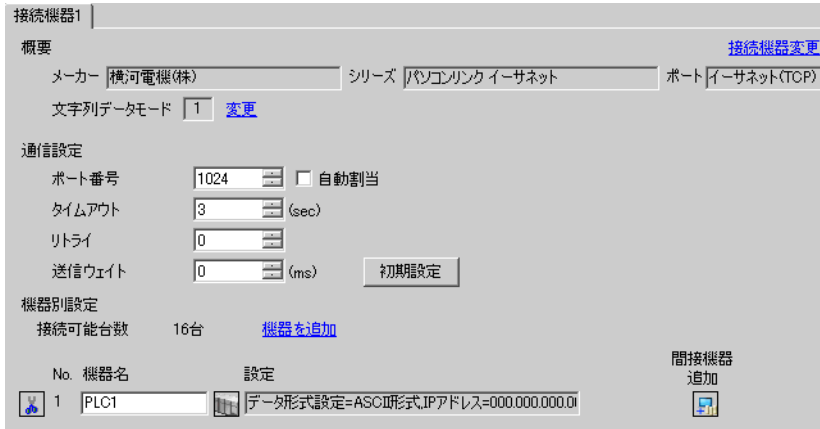 接続機器1
概要 接続機器変更
メーカー 横河電機(株) シリーズ パソコンリンク イーサネット ポート イーサネット(TCP)
文字列データモード 1 変更
通信設定
ポート番号 1024 自動割当
タイムアウト 3 (sec)
リトライ 0
送信ウェイト 0 (ms) 初期設定
機器別設定
接続可能台数 16台 機器を追加
間接機器
No. 機器名 設定 追加
1 PLC1 データ形式設定=ASCII形式,IPアドレス=000.000.000.0